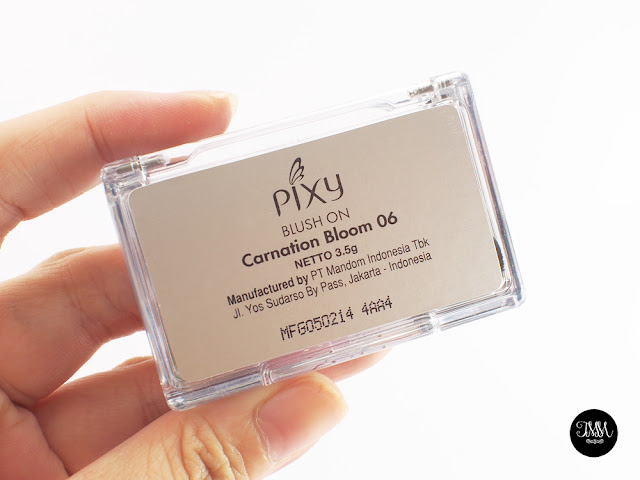 PIXY
BLUSH ON
Carnation Bloom 06
NETTO 3.5g
Manufactured by PT Mandom Indonesia Tbk
Jl. Yos Sudarso By Pass, Jakarta - Indonesia
MFG050214 4AA4